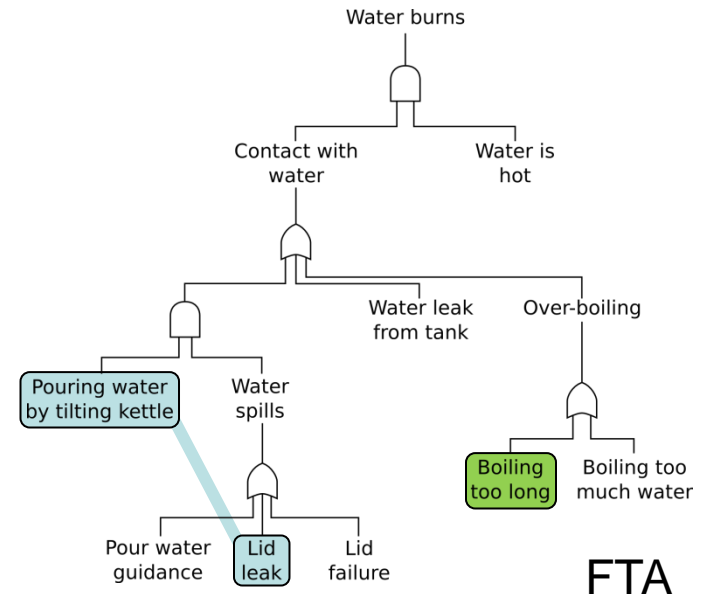 Water burns
Contact with
water
Water is
hot
Water leak
from tank
Over-boiling
Pouring water
by tilting kettle
Water
spills
Boiling
too long
Boiling too
much water
Pour water
guidance
Lid
leak
Lid
failure
FTA